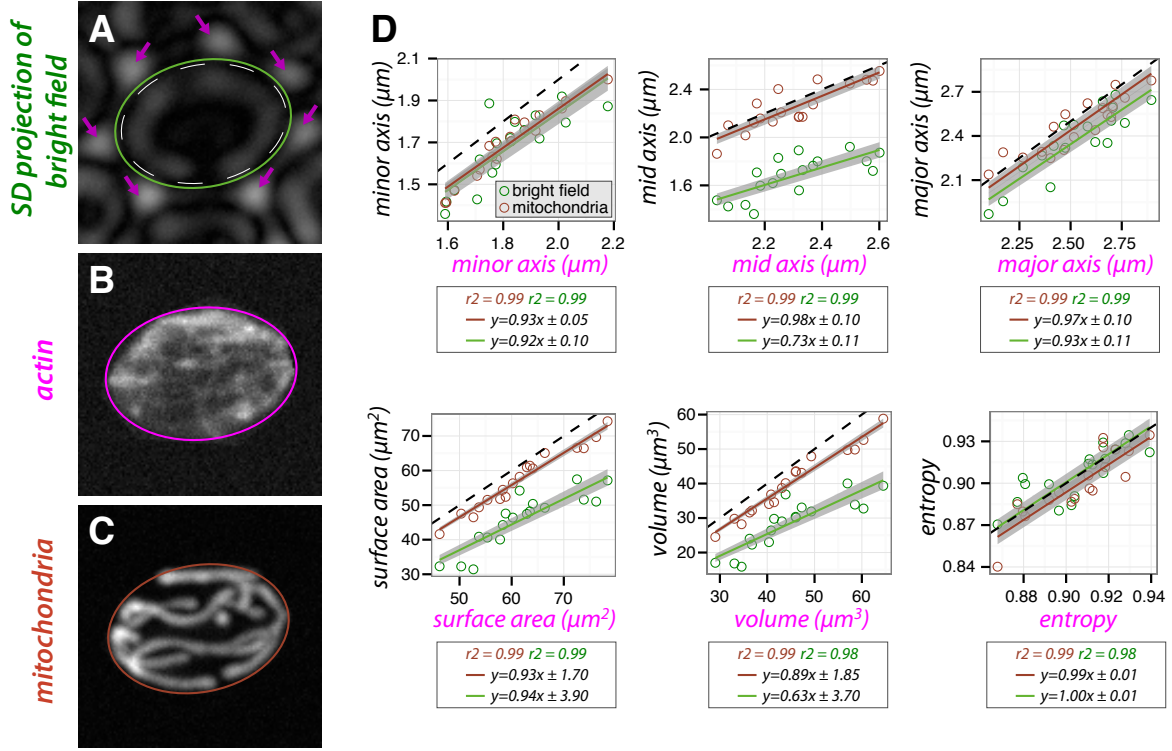 SD projection of
bright field
A
actin
B
mitochondria
C
D
minor axis (µm)
2.1
1.9
1.7
1.5
bright field
mitochondria
1.6
1.8
2.0
2.2
minor axis (µm)
r2 = 0.99 r2 = 0.99
y=0.93x ± 0.05
y=0.92x ± 0.10
mid axis (µm)
2.4
2.0
1.6
2.2
2.4
2.6
mid axis (µm)
r2 = 0.99 r2 = 0.99
y=0.98x ± 0.10
y=0.73x ± 0.11
major axis (µm)
2.7
2.4
2.1
2.25
2.50
2.75
major axis (µm)
r2 = 0.99 r2 = 0.99
y=0.97x ± 0.10
y=0.93x ± 0.11
surface area (µm²)
70
60
50
40
30
50
60
70
surface area (µm²)
r2 = 0.99 r2 = 0.99
y=0.93x ± 1.70
y=0.94x ± 3.90
volume (µm³)
60
50
40
30
20
30
40
50
60
volume (µm³)
r2 = 0.99 r2 = 0.98
y=0.89x ± 1.85
y=0.63x ± 3.70
entropy
0.93
0.90
0.87
0.84
0.88
0.90
0.92
0.94
entropy
r2 = 0.99 r2 = 0.98
y=0.99x ± 0.01
y=1.00x ± 0.01